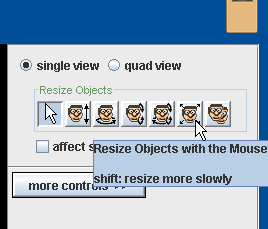 single view quad view
Resize Objects
affect s
Resize Objects with the Mouse
shift: resize more slowly
more controls >>